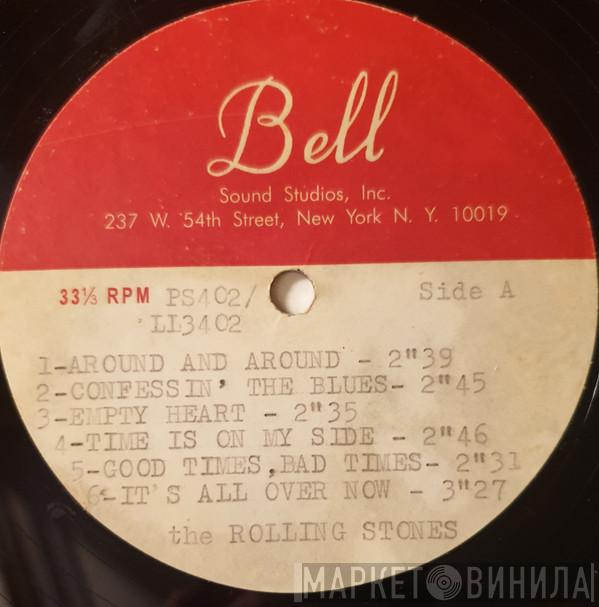 Bell
Sound Studios, Inc.
237 W. 54th Street, New York N. Y. 10019
33⅓ RPM PS402/ Side A
LL3402
1-AROUND AND AROUND - 2"39
2-CONFESSIN' THE BLUES- 2"45
3-EMPTY HEART - 2"35
4-TIME IS ON MY SIDE - 2"46
5-GOOD TIMES,BAD TIMES- 2"31
6-IT'S ALL OVER NOW - 3"27
the ROLLING STONES
МАРКЕТ ВИНИЛА